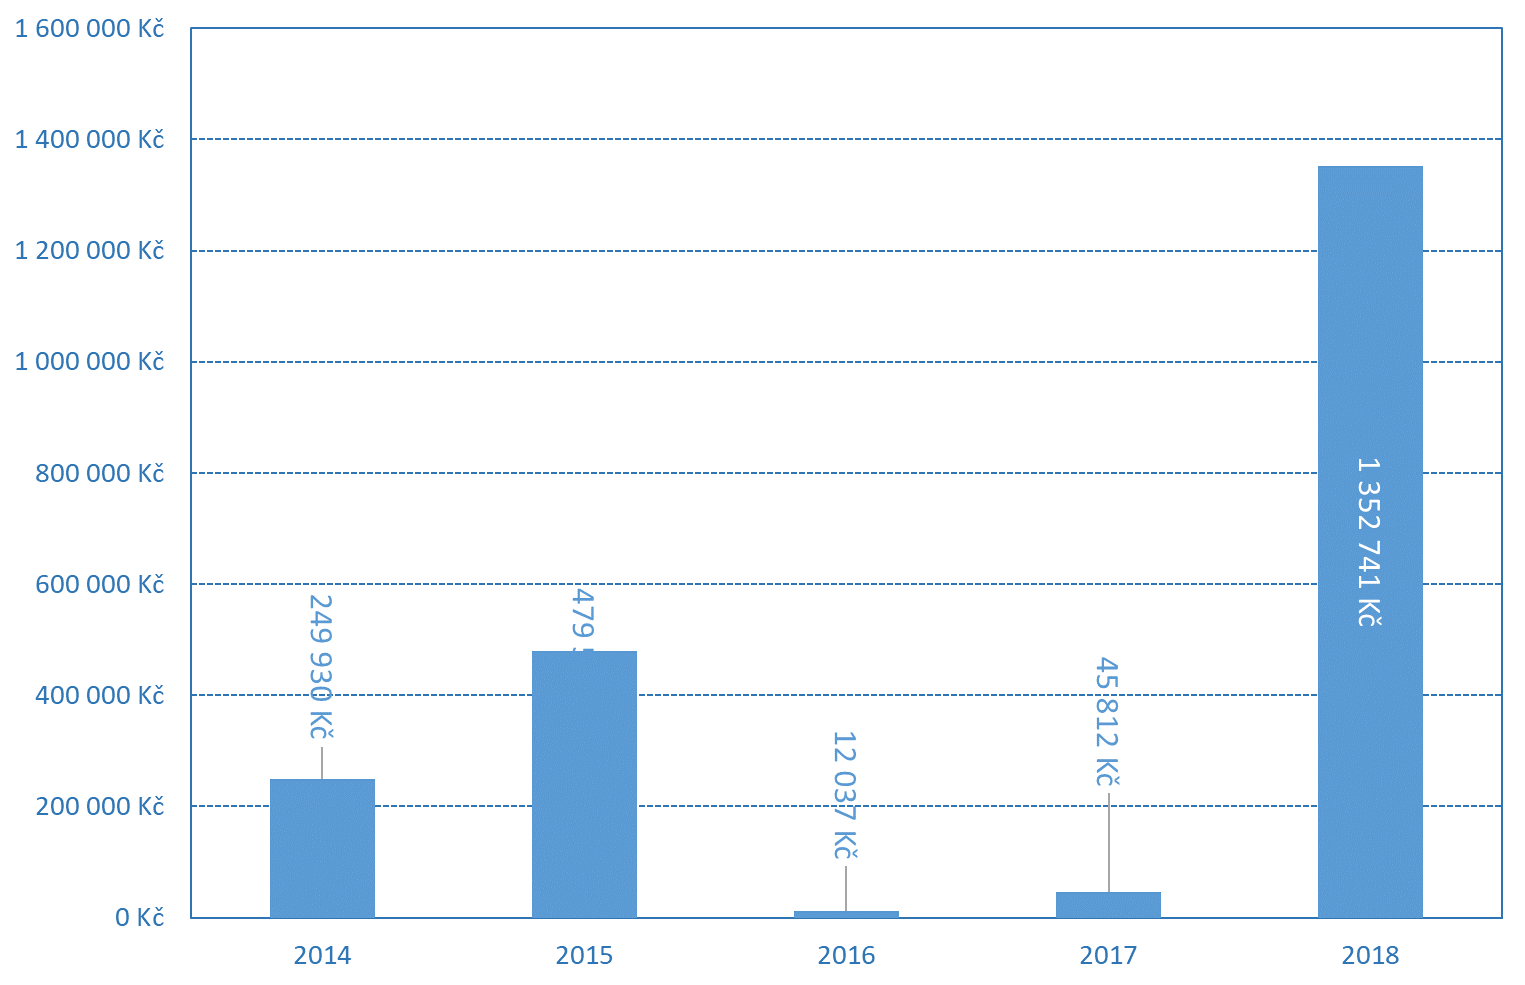 1 600 000 Kč
1 400 000 Kč
1 200 000 Kč
1 000 000 Kč
800 000 Kč
600 000 Kč
400 000 Kč
200 000 Kč
0 Kč
249 930 Kč
479
12 037 Kč
45 812 Kč
1 352 741 Kč
2014
2015
2016
2017
2018